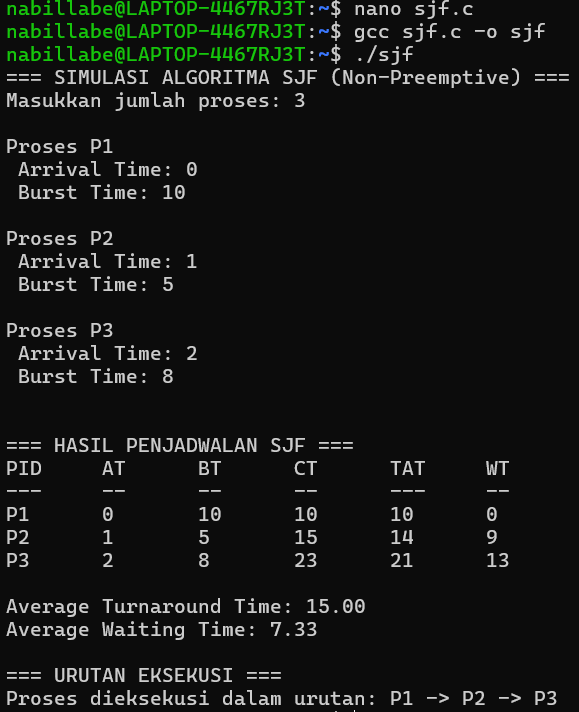 nabillabe@LAPTOP-4467RJ3T:~$ nano sjf.c
nabillabe@LAPTOP-4467RJ3T:~$ gcc sjf.c -o sjf
nabillabe@LAPTOP-4467RJ3T:~$ ./sjf
=== SIMULASI ALGORITMA SJF (Non-Preemptive) ===
Masukkan jumlah proses: 3

Proses P1
 Arrival Time: 0
 Burst Time: 10

Proses P2
 Arrival Time: 1
 Burst Time: 5

Proses P3
 Arrival Time: 2
 Burst Time: 8

=== HASIL PENJADWALAN SJF ===
PID     AT      BT      CT      TAT     WT
---     --      --      --      ---     --
P1      0       10      10      10      0
P2      1       5       15      14      9
P3      2       8       23      21      13

Average Turnaround Time: 15.00
Average Waiting Time: 7.33

=== URUTAN EKSEKUSI ===
Proses dieksekusi dalam urutan: P1 -> P2 -> P3